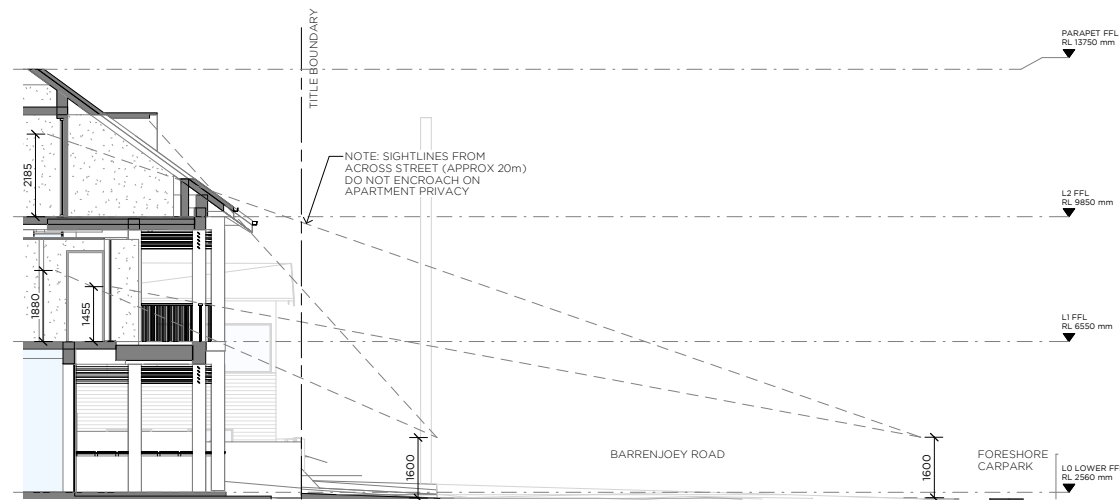 TITLE BOUNDARY
PARAPET FFL
RL 13750 mm
NOTE: SIGHTLINES FROM
ACROSS STREET (APPROX 20m)
DO NOT ENCROACH ON
APARTMENT PRIVACY
2185
L2 FFL
RL 9850 mm
1880
1455
L1 FFL
RL 6550 mm
1600
BARRENJOEY ROAD
1600
FORESHORE
CARPARK
L0 LOWER FF
RL 2560 mm